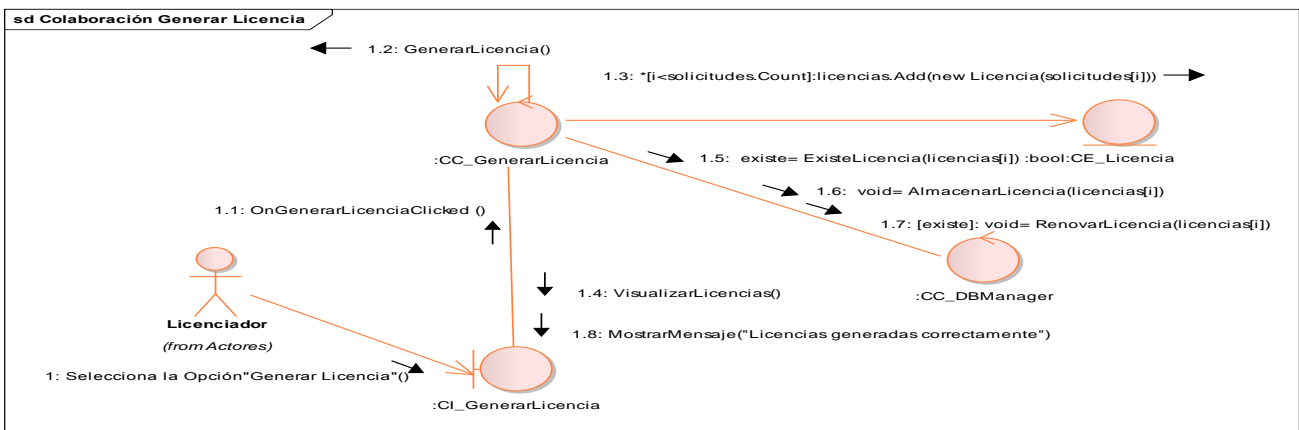 sd Colaboración Generar Licencia
1.2: GenerarLicencia()
1.3: *[i<solicitudes.Count]:licencias.Add(new Licencia(solicitudes[i]))
:CC_GenerarLicencia
1.5: existe= ExisteLicencia(licencias[i]) :bool
:CE_Licencia
1.6: void= AlmacenarLicencia(licencias[i])
1.1: OnGenerarLicenciaClicked ()
1.7: [existe]: void= RenovarLicencia(licencias[i])
1.4: VisualizarLicencias()
:CC_DBManager
Licenciador
(from Actores)
1.8: MostrarMensaje("Licencias generadas correctamente")
1: Selecciona la Opción"Generar Licencia"()
:CI_GenerarLicencia